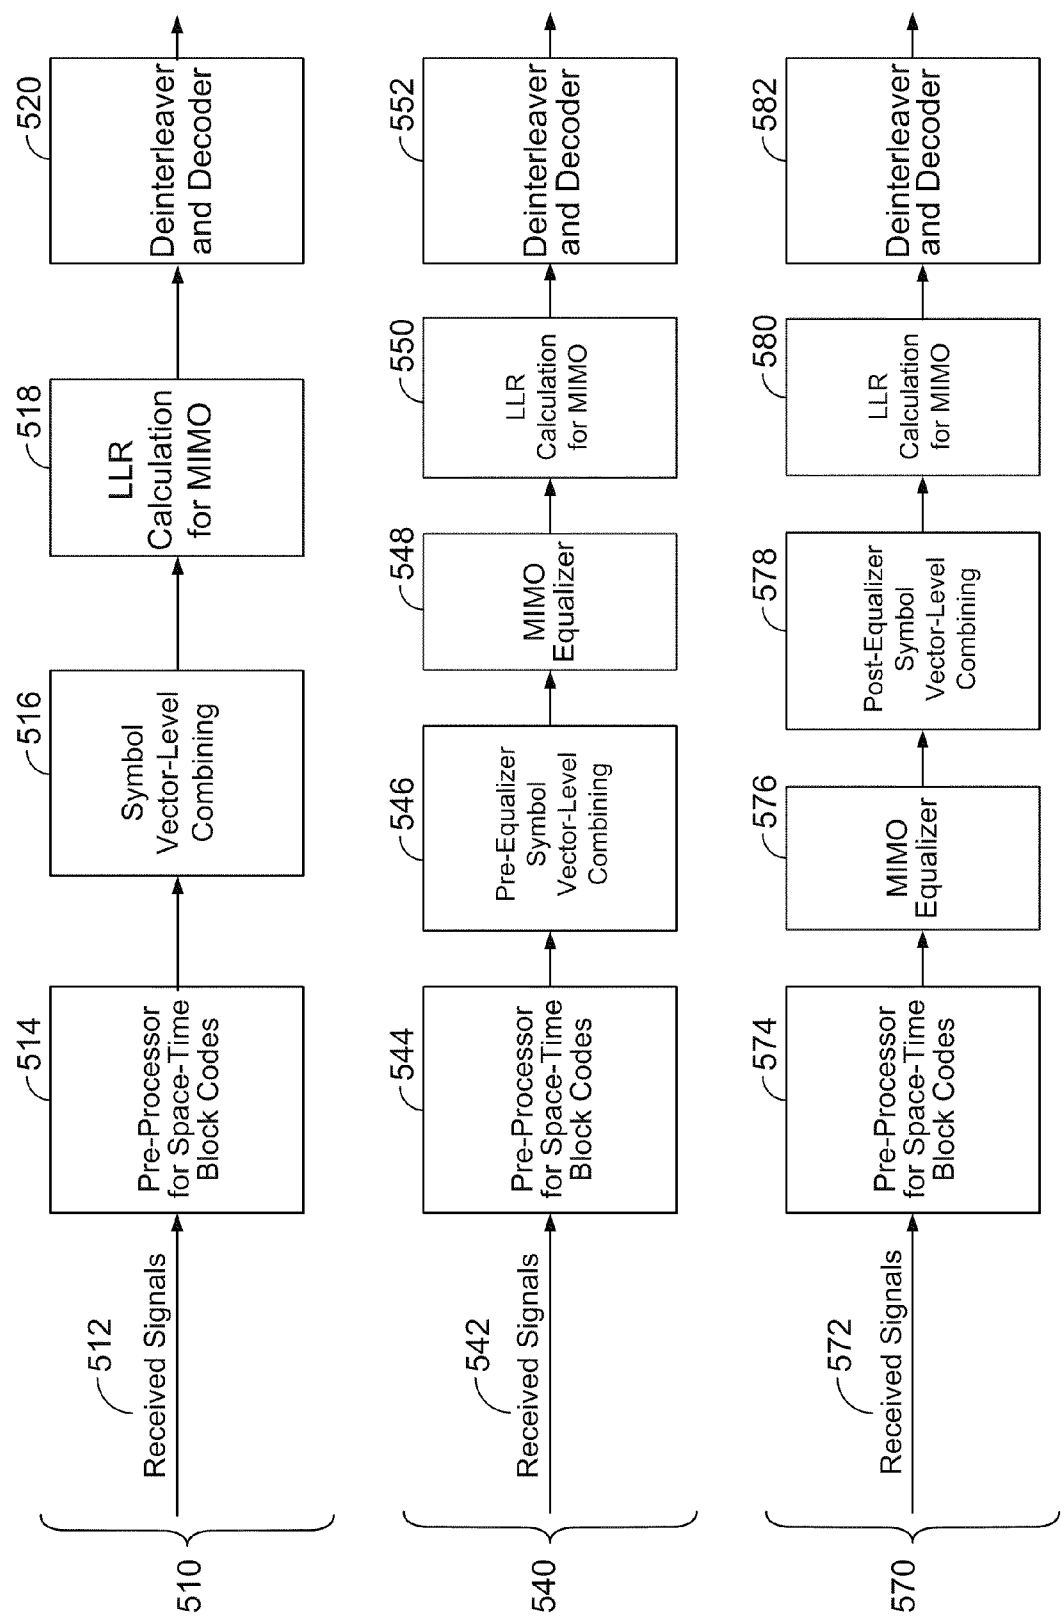 510
512
Received Signals
514
Pre-Processor
for Space-Time
Block Codes
516
Symbol
Vector-Level
Combining
518
LLR
Calculation
for MIMO
520
Deinterleaver
and Decoder
540
542
Received Signals
544
Pre-Processor
for Space-Time
Block Codes
546
Pre-Equalizer
Symbol
Vector-Level
Combining
548
MIMO
Equalizer
550
LLR
Calculation
for MIMO
552
Deinterleaver
and Decoder
570
572
Received Signals
574
Pre-Processor
for Space-Time
Block Codes
576
MIMO
Equalizer
578
Post-Equalizer
Symbol
Vector-Level
Combining
580
LLR
Calculation
for MIMO
582
Deinterleaver
and Decoder